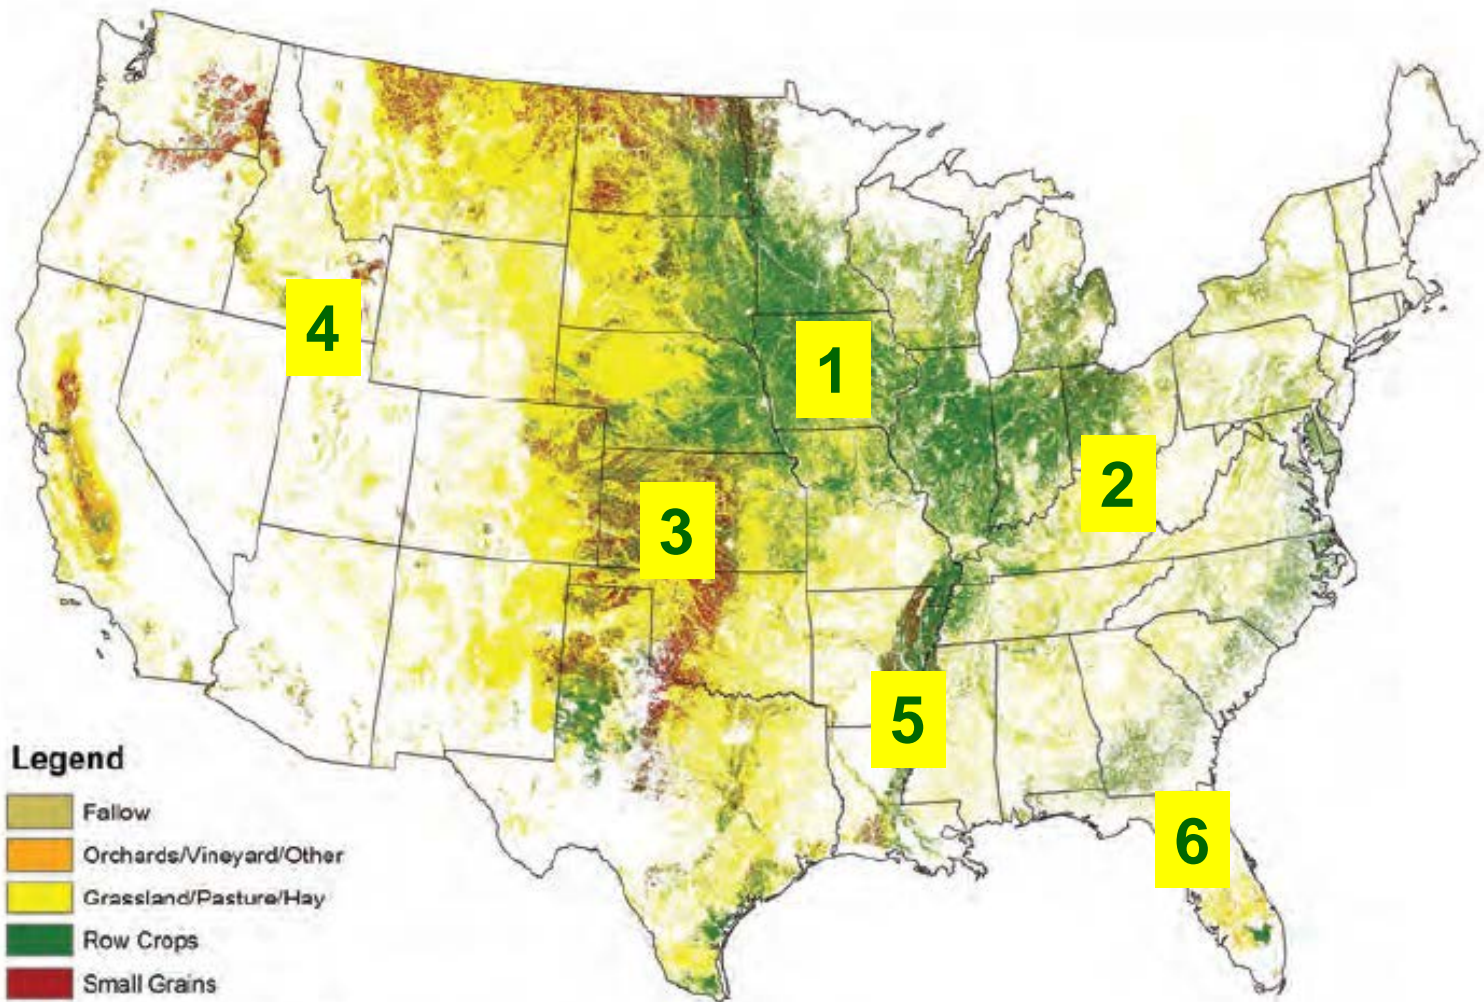 4
1
2
3
5
6
Legend
Fallow
Orchards/Vineyard/Other
Grassland/Pasture/Hay
Row Crops
Small Grains